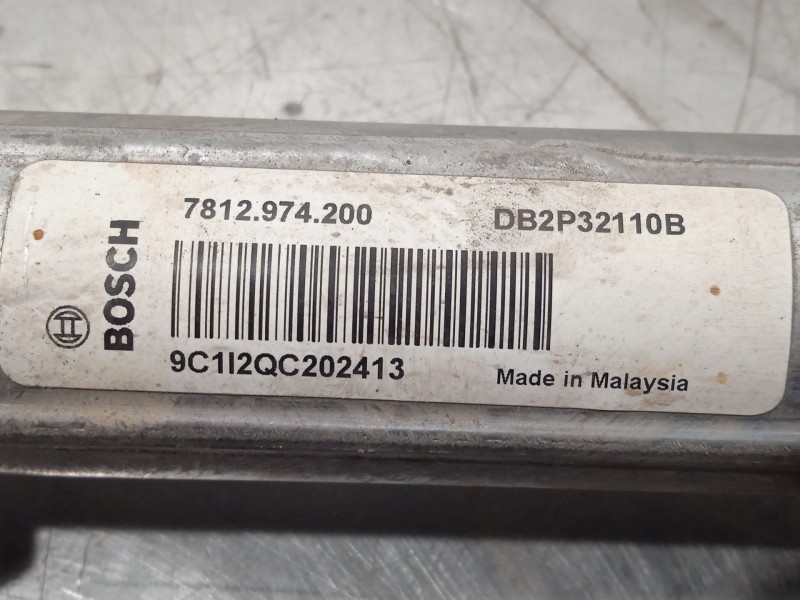 7812.974.200 DB2P32110B
BOSCH
9C1I2QC202413 Made in Malaysia